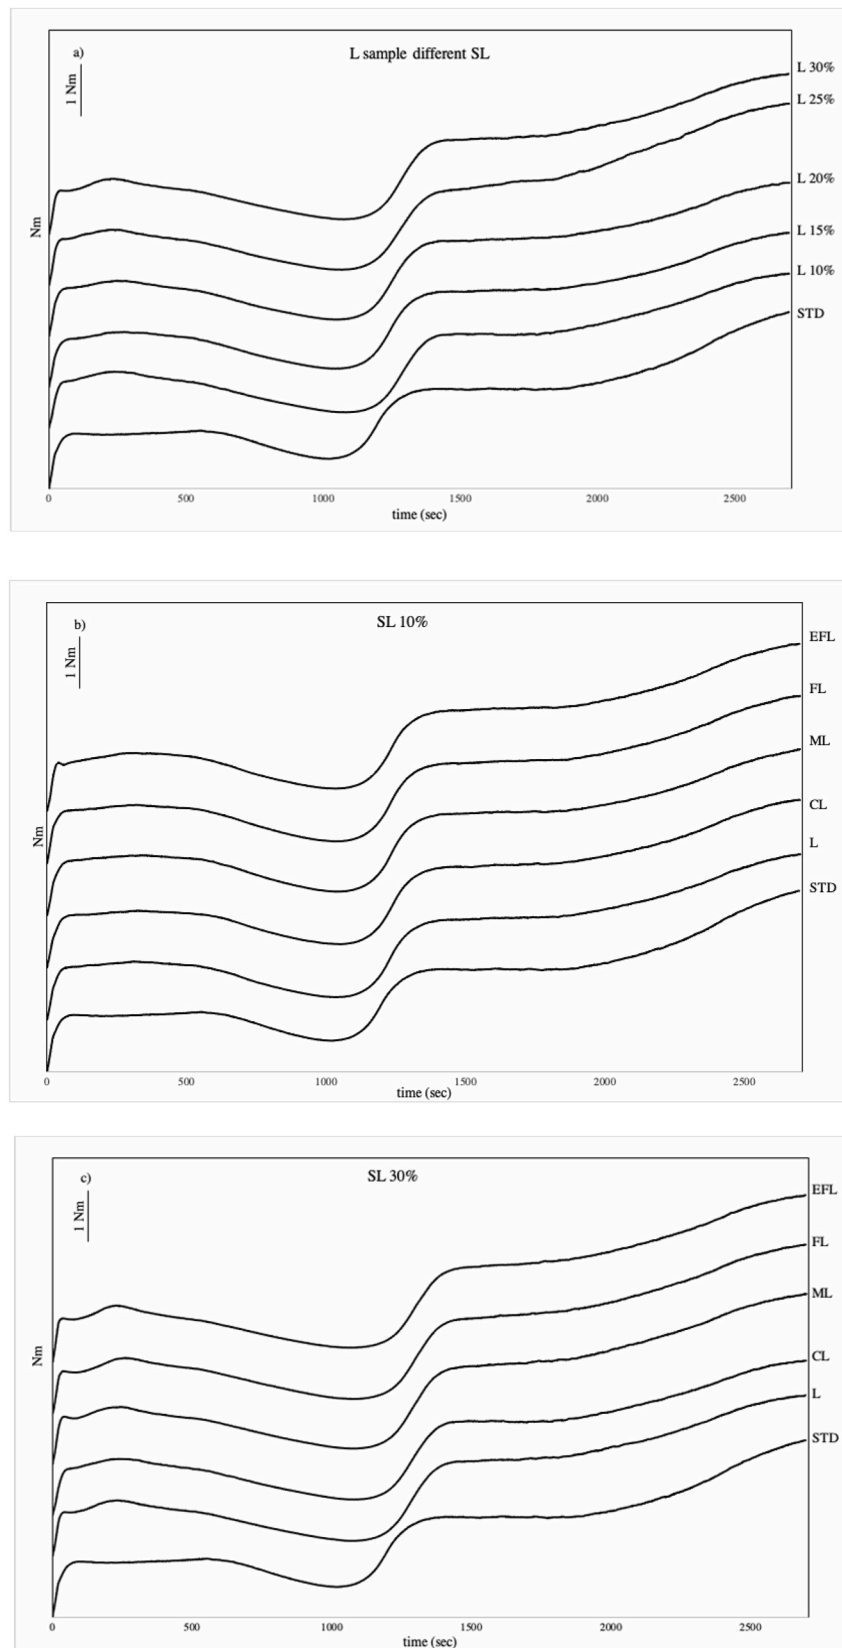 a)
L sample different SL
1 Nm
L 30%
L 25%
L 20%
Nm
L 15%
L 10%
STD
0 500 1000 1500 2000 2500
time (sec)
b)
SL 10%
1 Nm
EFL
FL
ML
CL
Nm
L
STD
0 500 1000 1500 2000 2500
time (sec)
c)
SL 30%
1 Nm
EFL
FL
ML
Nm
CL
L
STD
0 500 1000 1500 2000 2500
time (sec)